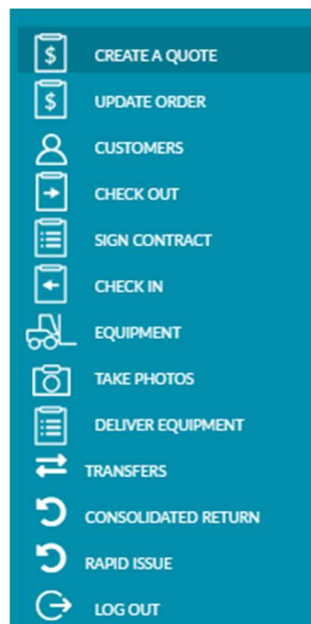 CREATE A QUOTE
UPDATE ORDER
CUSTOMERS
CHECK OUT
SIGN CONTRACT
CHECK IN
EQUIPMENT
TAKE PHOTOS
DELIVER EQUIPMENT
TRANSFERS
CONSOLIDATED RETURN
RAPID ISSUE
LOG OUT